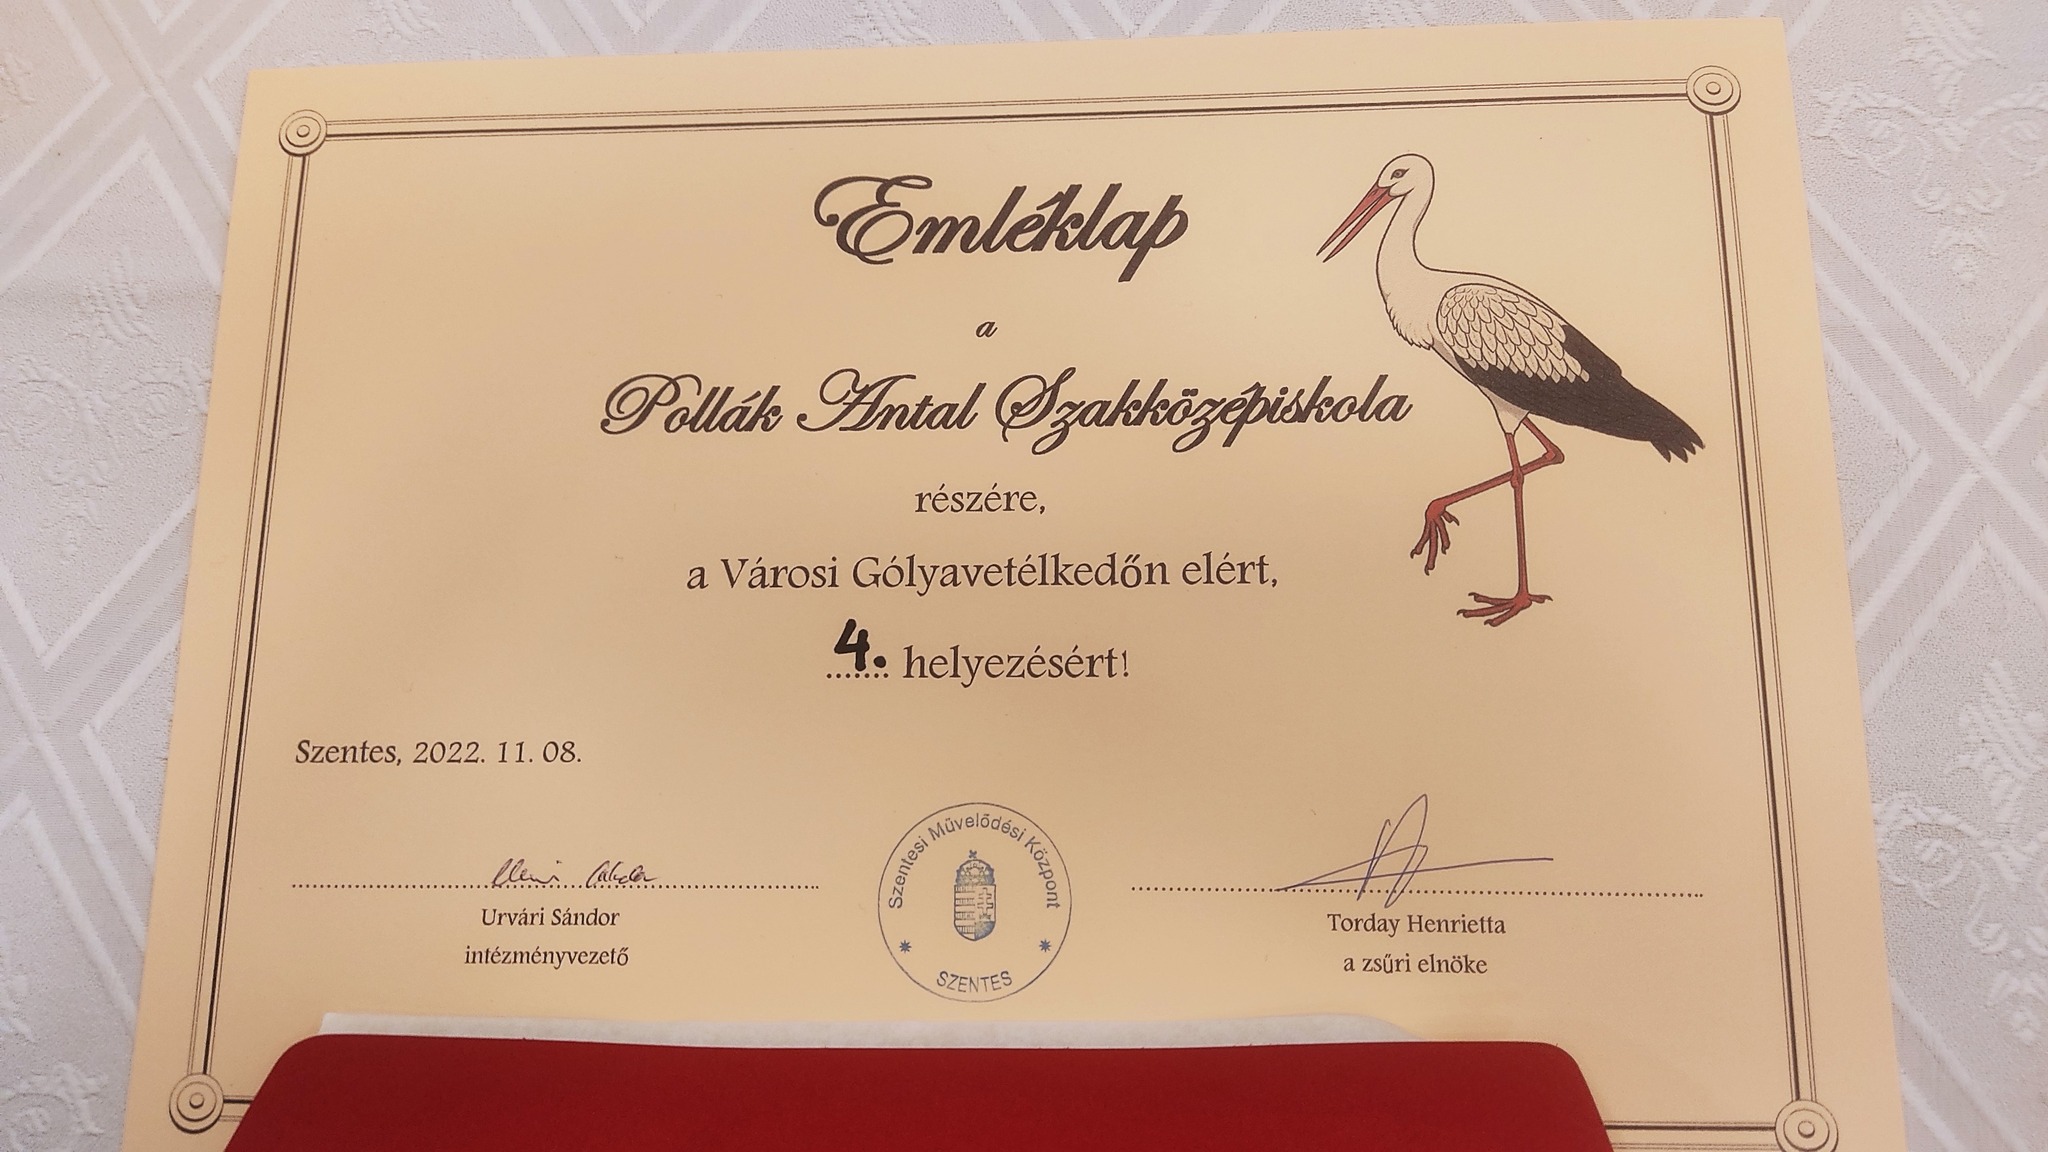 Emléklap
a
Pollák Antal Szakközépiskola
részére,
a Városi Gólyavetélkedőn elért,
4. helyezésért!
Szentes, 2022. 11. 08.
Urvári Sándor
intézményvezető
Szentesi Művelődési Központ
SZENTES
Torday Henrietta
a zsűri elnöke